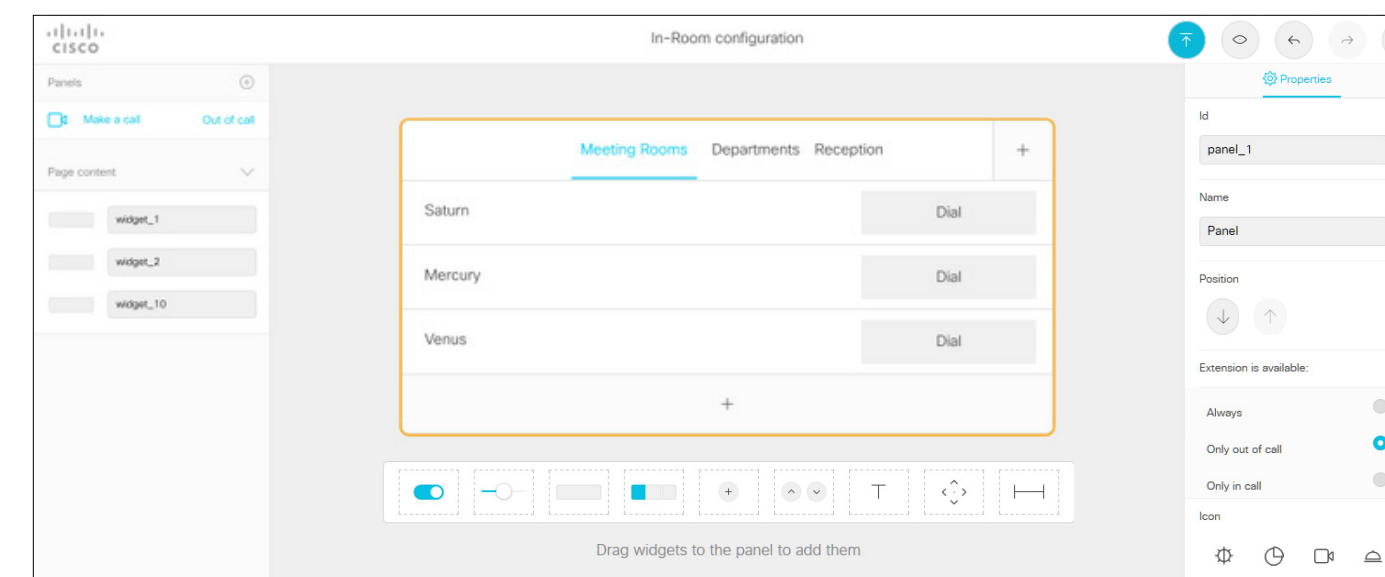 CISCO
In-Room configuration
Panels
Make a call Out of call
Page content
widget_1
widget_2
widget_10
Meeting Rooms Departments Reception +
Saturn Dial
Mercury Dial
Venus Dial
+
Drag widgets to the panel to add them
Properties
Id
panel_1
Name
Panel
Position
Extension is available:
Always
Only out of call
Only in call
Icon